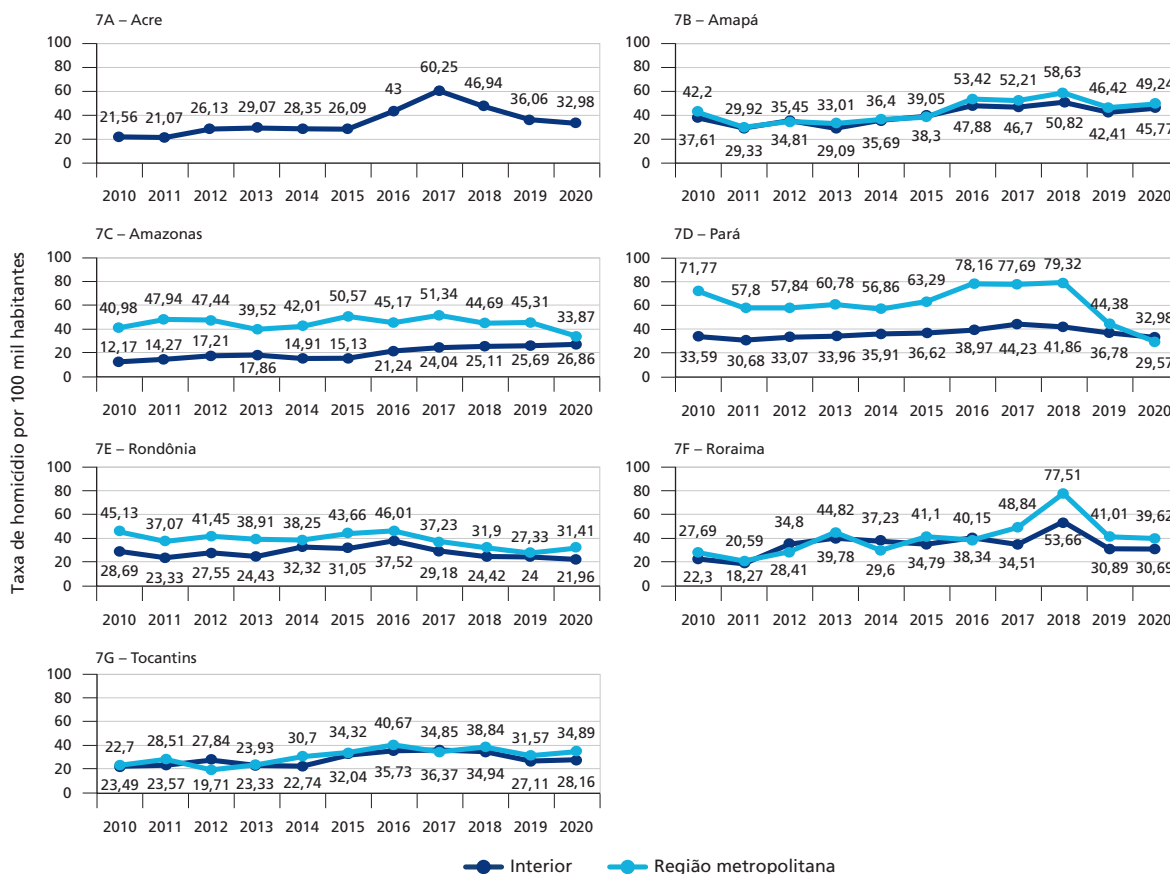 7A – Acre
100
80
60
40
20
0
21,56 21,07 26,13 29,07 28,35 26,09 43 60,25 46,94 36,06 32,98
2010 2011 2012 2013 2014 2015 2016 2017 2018 2019 2020
7B – Amapá
100
80
60
40
20
0
42,2 29,92 35,45 33,01 36,4 39,05 53,42 52,21 58,63 46,42 49,24
37,61 29,33 34,81 29,09 35,69 38,3 47,88 46,7 50,82 42,41 45,77
2010 2011 2012 2013 2014 2015 2016 2017 2018 2019 2020
Taxa de homicídio por 100 mil habitantes
7C – Amazonas
100
80
60
40
20
0
40,98 47,94 47,44 39,52 42,01 50,57 45,17 51,34 44,69 45,31 33,87
12,17 14,27 17,21 17,86 14,91 15,13 21,24 24,04 25,11 25,69 26,86
2010 2011 2012 2013 2014 2015 2016 2017 2018 2019 2020
7D – Pará
100
80
60
40
20
0
71,77 57,8 57,84 60,78 56,86 63,29 78,16 77,69 79,32 44,38 32,98
33,59 30,68 33,07 33,96 35,91 36,62 38,97 44,23 41,86 36,78 29,57
2010 2011 2012 2013 2014 2015 2016 2017 2018 2019 2020
7E – Rondônia
100
80
60
40
20
0
45,13 37,07 41,45 38,91 38,25 43,66 46,01 37,23 31,9 27,33 31,41
28,69 23,33 27,55 24,43 32,32 31,05 37,52 29,18 24,42 24 21,96
2010 2011 2012 2013 2014 2015 2016 2017 2018 2019 2020
7F – Roraima
100
80
60
40
20
0
27,69 20,59 34,8 44,82 37,23 41,1 40,15 48,84 77,51 41,01 39,62
22,3 18,27 28,41 39,78 29,6 34,79 38,34 34,51 53,66 30,89 30,69
2010 2011 2012 2013 2014 2015 2016 2017 2018 2019 2020
7G – Tocantins
100
80
60
40
20
0
22,7 28,51 27,84 23,93 30,7 34,32 40,67 34,85 38,84 31,57 34,89
23,49 23,57 19,71 23,33 22,74 32,04 35,73 36,37 34,94 27,11 28,16
2010 2011 2012 2013 2014 2015 2016 2017 2018 2019 2020
Interior Região metropolitana